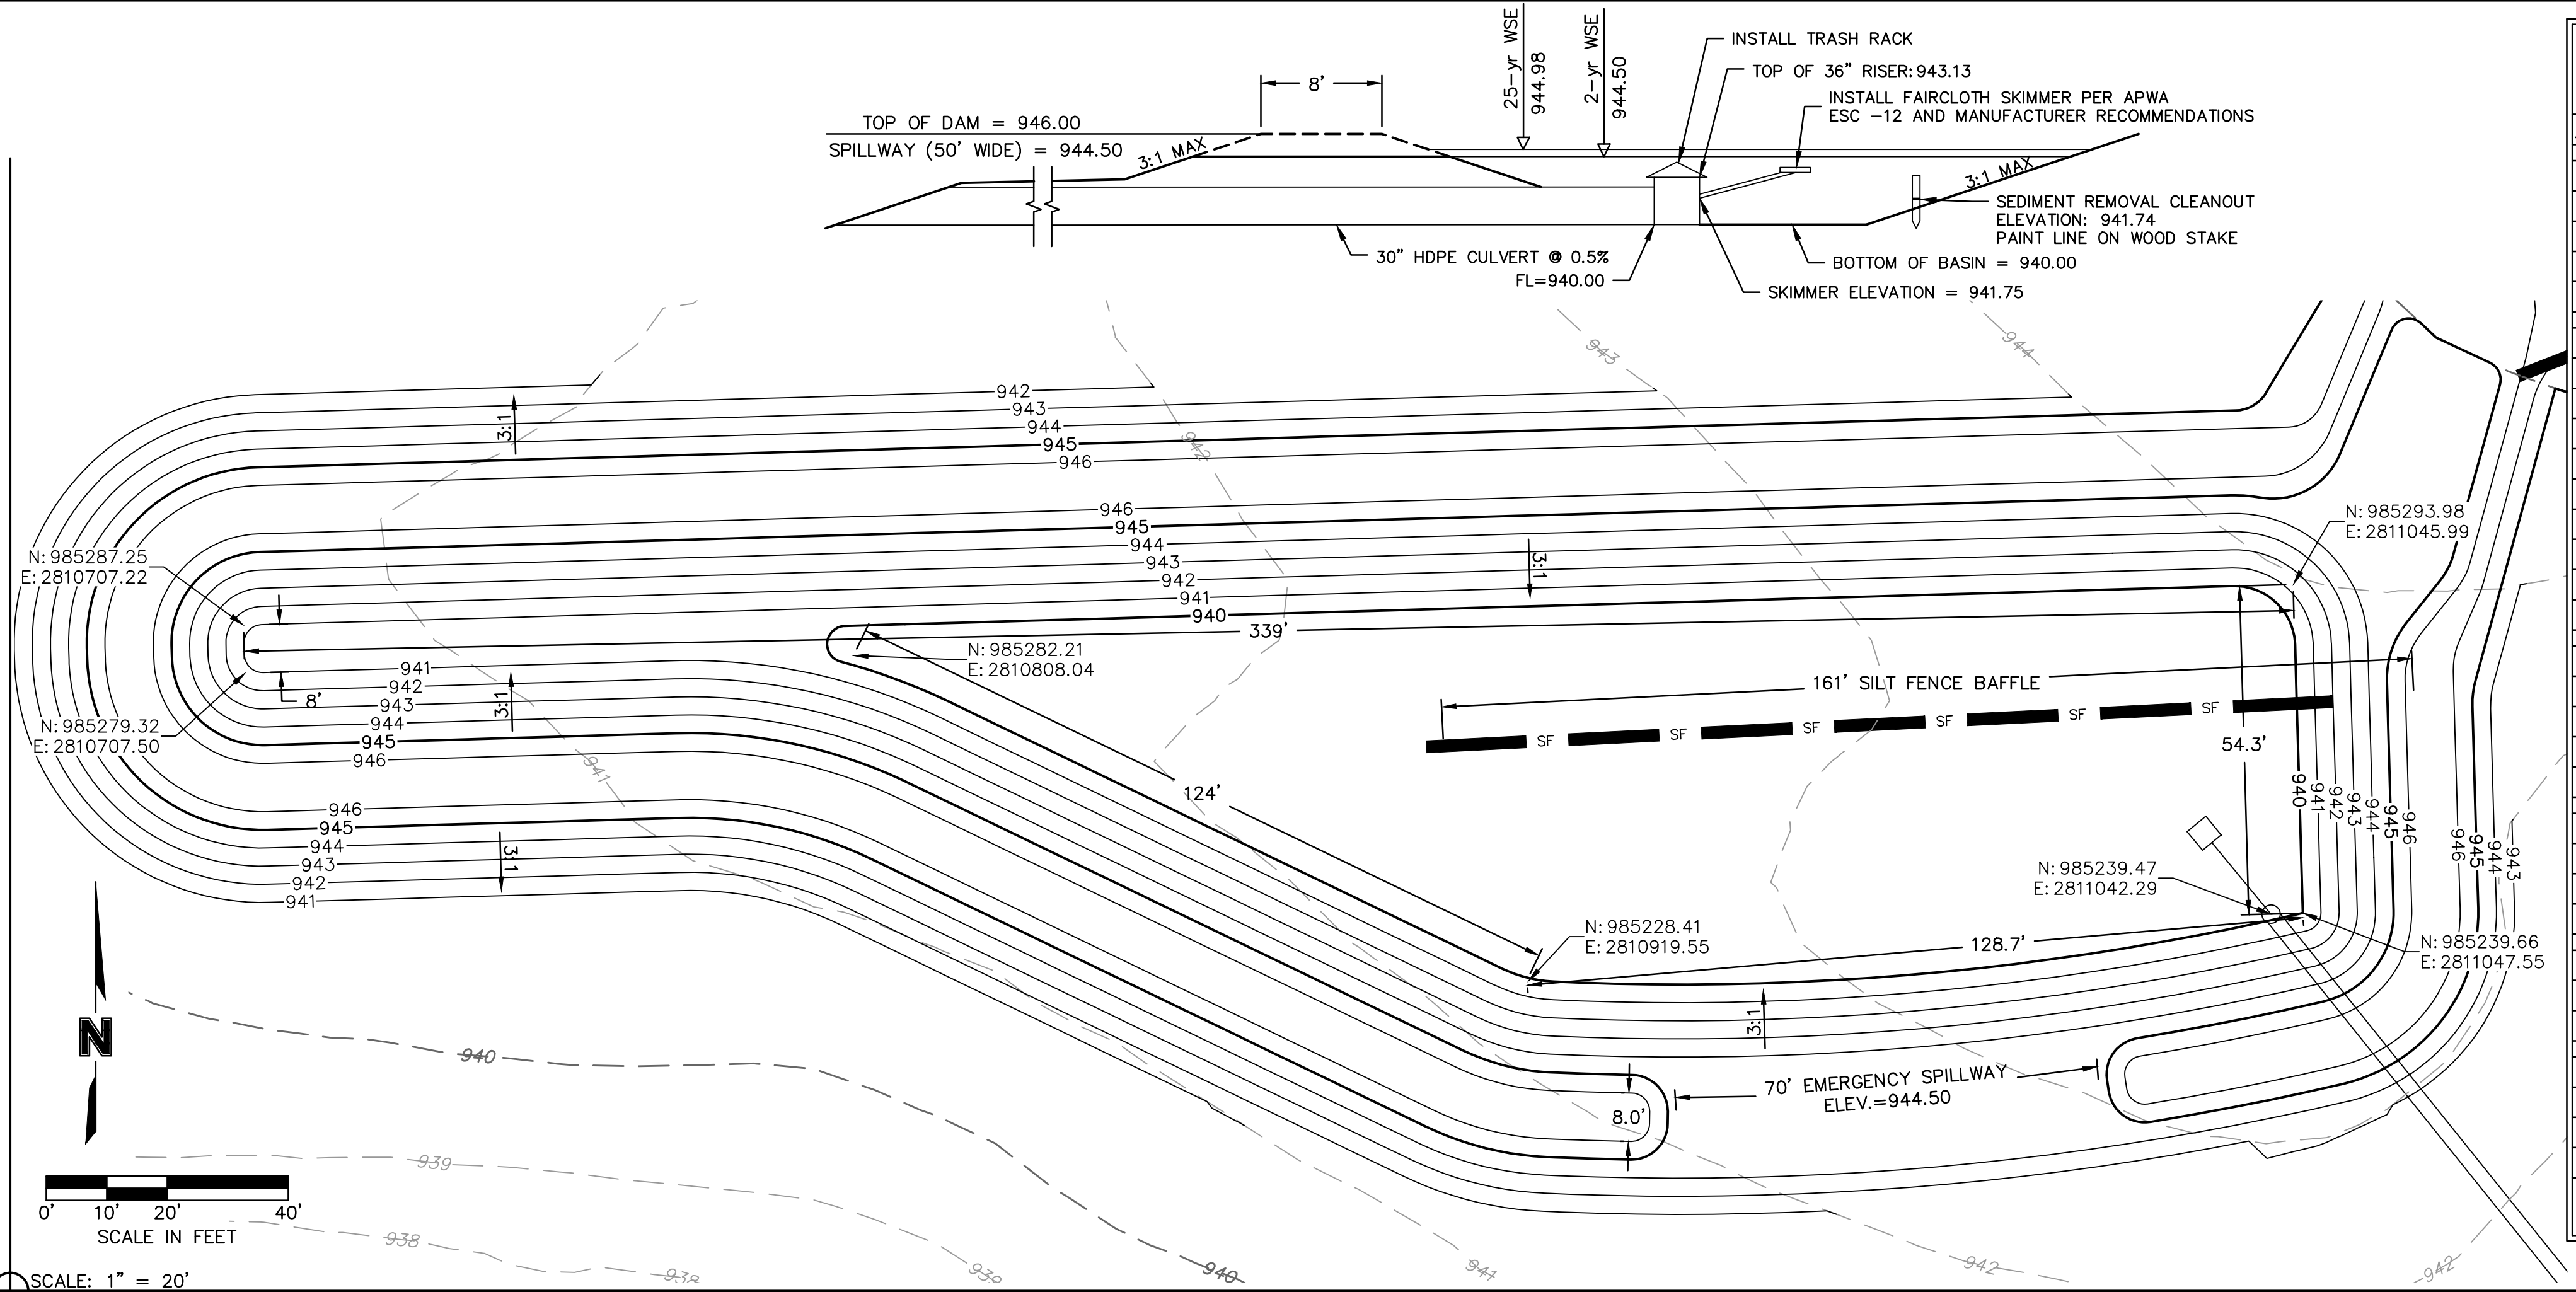 25-yr WSE
944.98
2-yr WSE
944.50
INSTALL TRASH RACK
TOP OF 36" RISER: 943.13
INSTALL FAIRCLOTH SKIMMER PER APWA
ESC -12 AND MANUFACTURER RECOMMENDATIONS
8'
TOP OF DAM = 946.00
SPILLWAY (50' WIDE) = 944.50
3:1 MAX
3:1 MAX
SEDIMENT REMOVAL CLEANOUT
ELEVATION: 941.74
PAINT LINE ON WOOD STAKE
30" HDPE CULVERT @ 0.5%
FL=940.00
BOTTOM OF BASIN = 940.00
SKIMMER ELEVATION = 941.75
943
944
942
942
943
944
945
946
3:1
946
945
944
943
942
941
940
3:1
N: 985293.98
E: 2811045.99
N: 985287.25
E: 2810707.22
339'
N: 985282.21
E: 2810808.04
8'
941
942
943
944
945
946
3:1
N: 985279.32
E: 2810707.50
941
161' SILT FENCE BAFFLE
SF
SF
SF
SF
SF
SF
54.3'
124'
940
941
942
943
944
945
946
946
945
944
943
946
945
944
943
942
941
3:1
N: 985239.47
E: 2811042.29
N: 985228.41
E: 2810919.55
128.7'
N: 985239.66
E: 2811047.55
3:1
70' EMERGENCY SPILLWAY
ELEV.=944.50
8.0'
N
940
939
938
938
939
940
941
942
942
0'
10'
20'
40'
SCALE IN FEET
SCALE: 1" = 20'